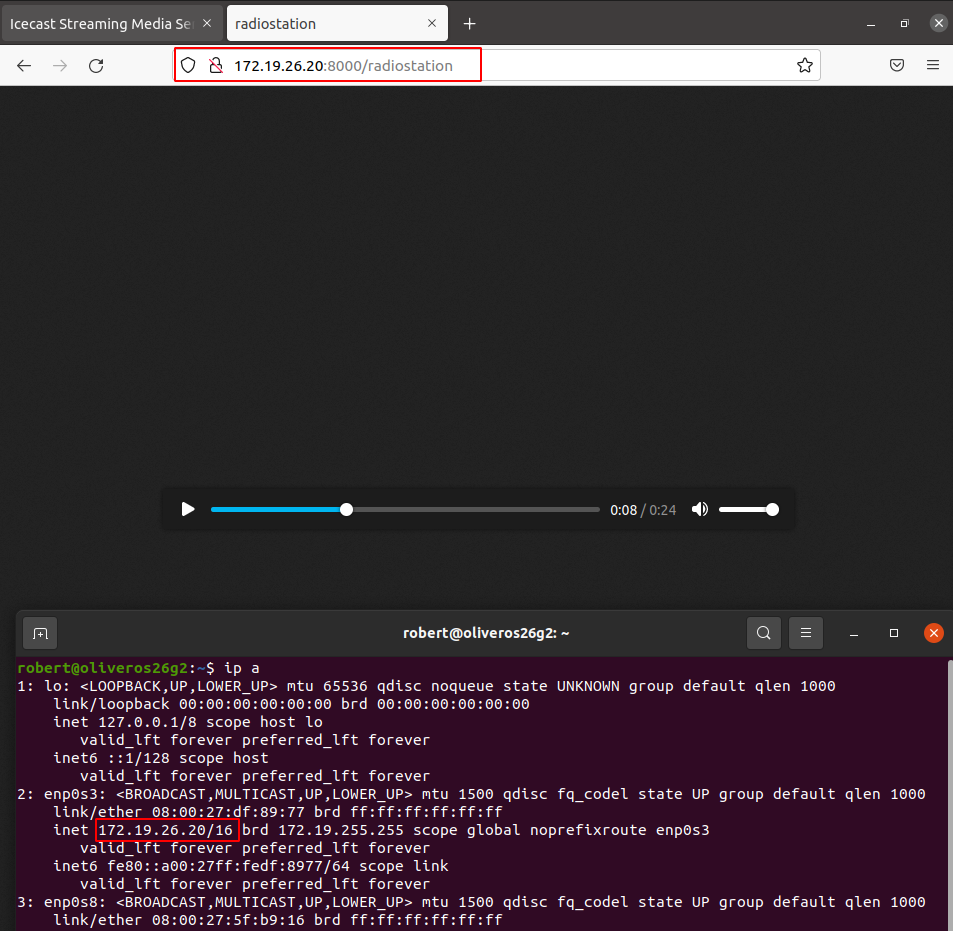 Icecast Streaming Media Se
radiostation
172.19.26.20:8000/radiostation
0:08 / 0:24
robert@oliveros26g2: ~
robert@oliveros26g2:~$ ip a
1: lo: <LOOPBACK,UP,LOWER_UP> mtu 65536 qdisc noqueue state UNKNOWN group default qlen 1000
link/loopback 00:00:00:00:00:00 brd 00:00:00:00:00:00
inet 127.0.0.1/8 scope host lo
valid_lft forever preferred_lft forever
inet6 ::1/128 scope host
valid_lft forever preferred_lft forever
2: enp0s3: <BROADCAST,MULTICAST,UP,LOWER_UP> mtu 1500 qdisc fq_codel state UP group default qlen 1000
link/ether 08:00:27:df:89:77 brd ff:ff:ff:ff:ff:ff
inet 172.19.26.20/16 brd 172.19.255.255 scope global noprefixroute enp0s3
valid_lft forever preferred_lft forever
inet6 fe80::a00:27ff:fedf:8977/64 scope link
valid_lft forever preferred_lft forever
3: enp0s8: <BROADCAST,MULTICAST,UP,LOWER_UP> mtu 1500 qdisc fq_codel state UP group default qlen 1000
link/ether 08:00:27:5f:b9:16 brd ff:ff:ff:ff:ff:ff